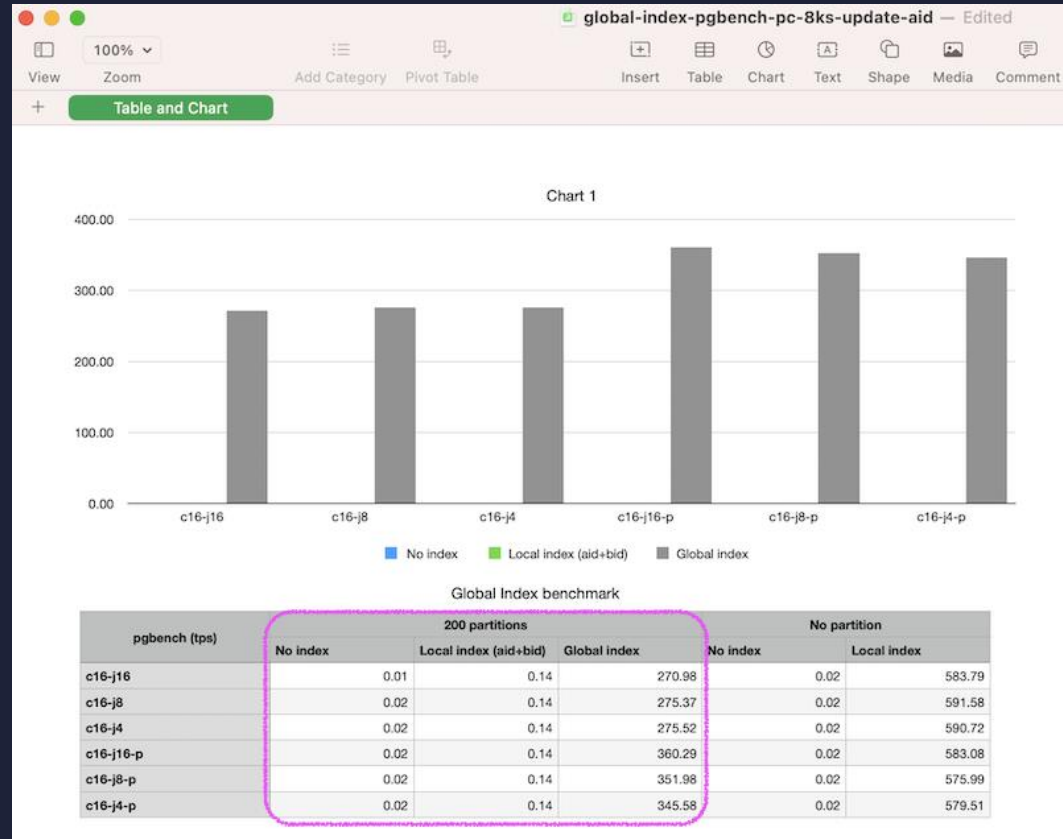 global-index-pgbench-pc-8ks-update-aid — Edited
100%
View Zoom Add Category Pivot Table Insert Table Chart Text Shape Media Comment
+ Table and Chart
Chart 1
400.00
300.00
200.00
100.00
0.00
c16-j16 c16-j8 c16-j4 c16-j16-p c16-j8-p c16-j4-p
No index Local index (aid+bid) Global index
Global Index benchmark
pgbench (tps) 200 partitions No partition
No index Local index (aid+bid) Global index No index Local index
c16-j16 0.01 0.14 270.98 0.02 583.79
c16-j8 0.02 0.14 275.37 0.02 591.58
c16-j4 0.02 0.14 275.52 0.02 590.72
c16-j16-p 0.02 0.14 360.29 0.02 583.08
c16-j8-p 0.02 0.14 351.98 0.02 575.99
c16-j4-p 0.02 0.14 345.58 0.02 579.51